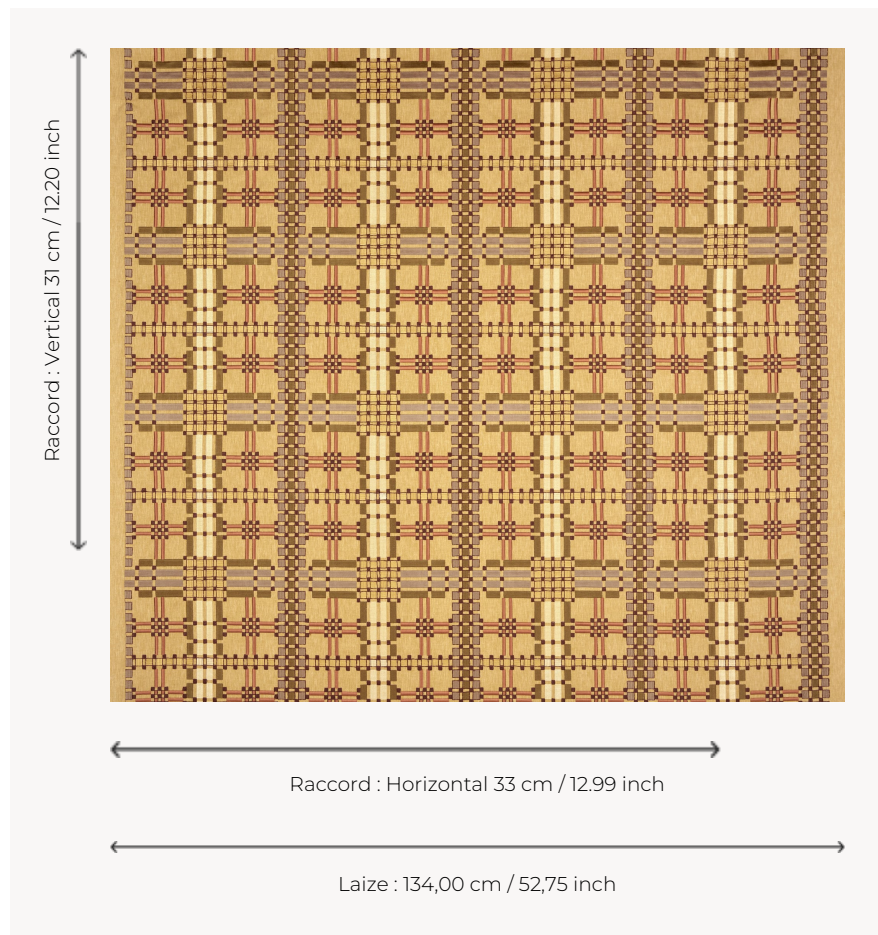 Raccord : Vertical 31 cm / 12.20 inch
Raccord : Horizontal 33 cm / 12.99 inch
Laize : 134,00 cm / 52,75 inch